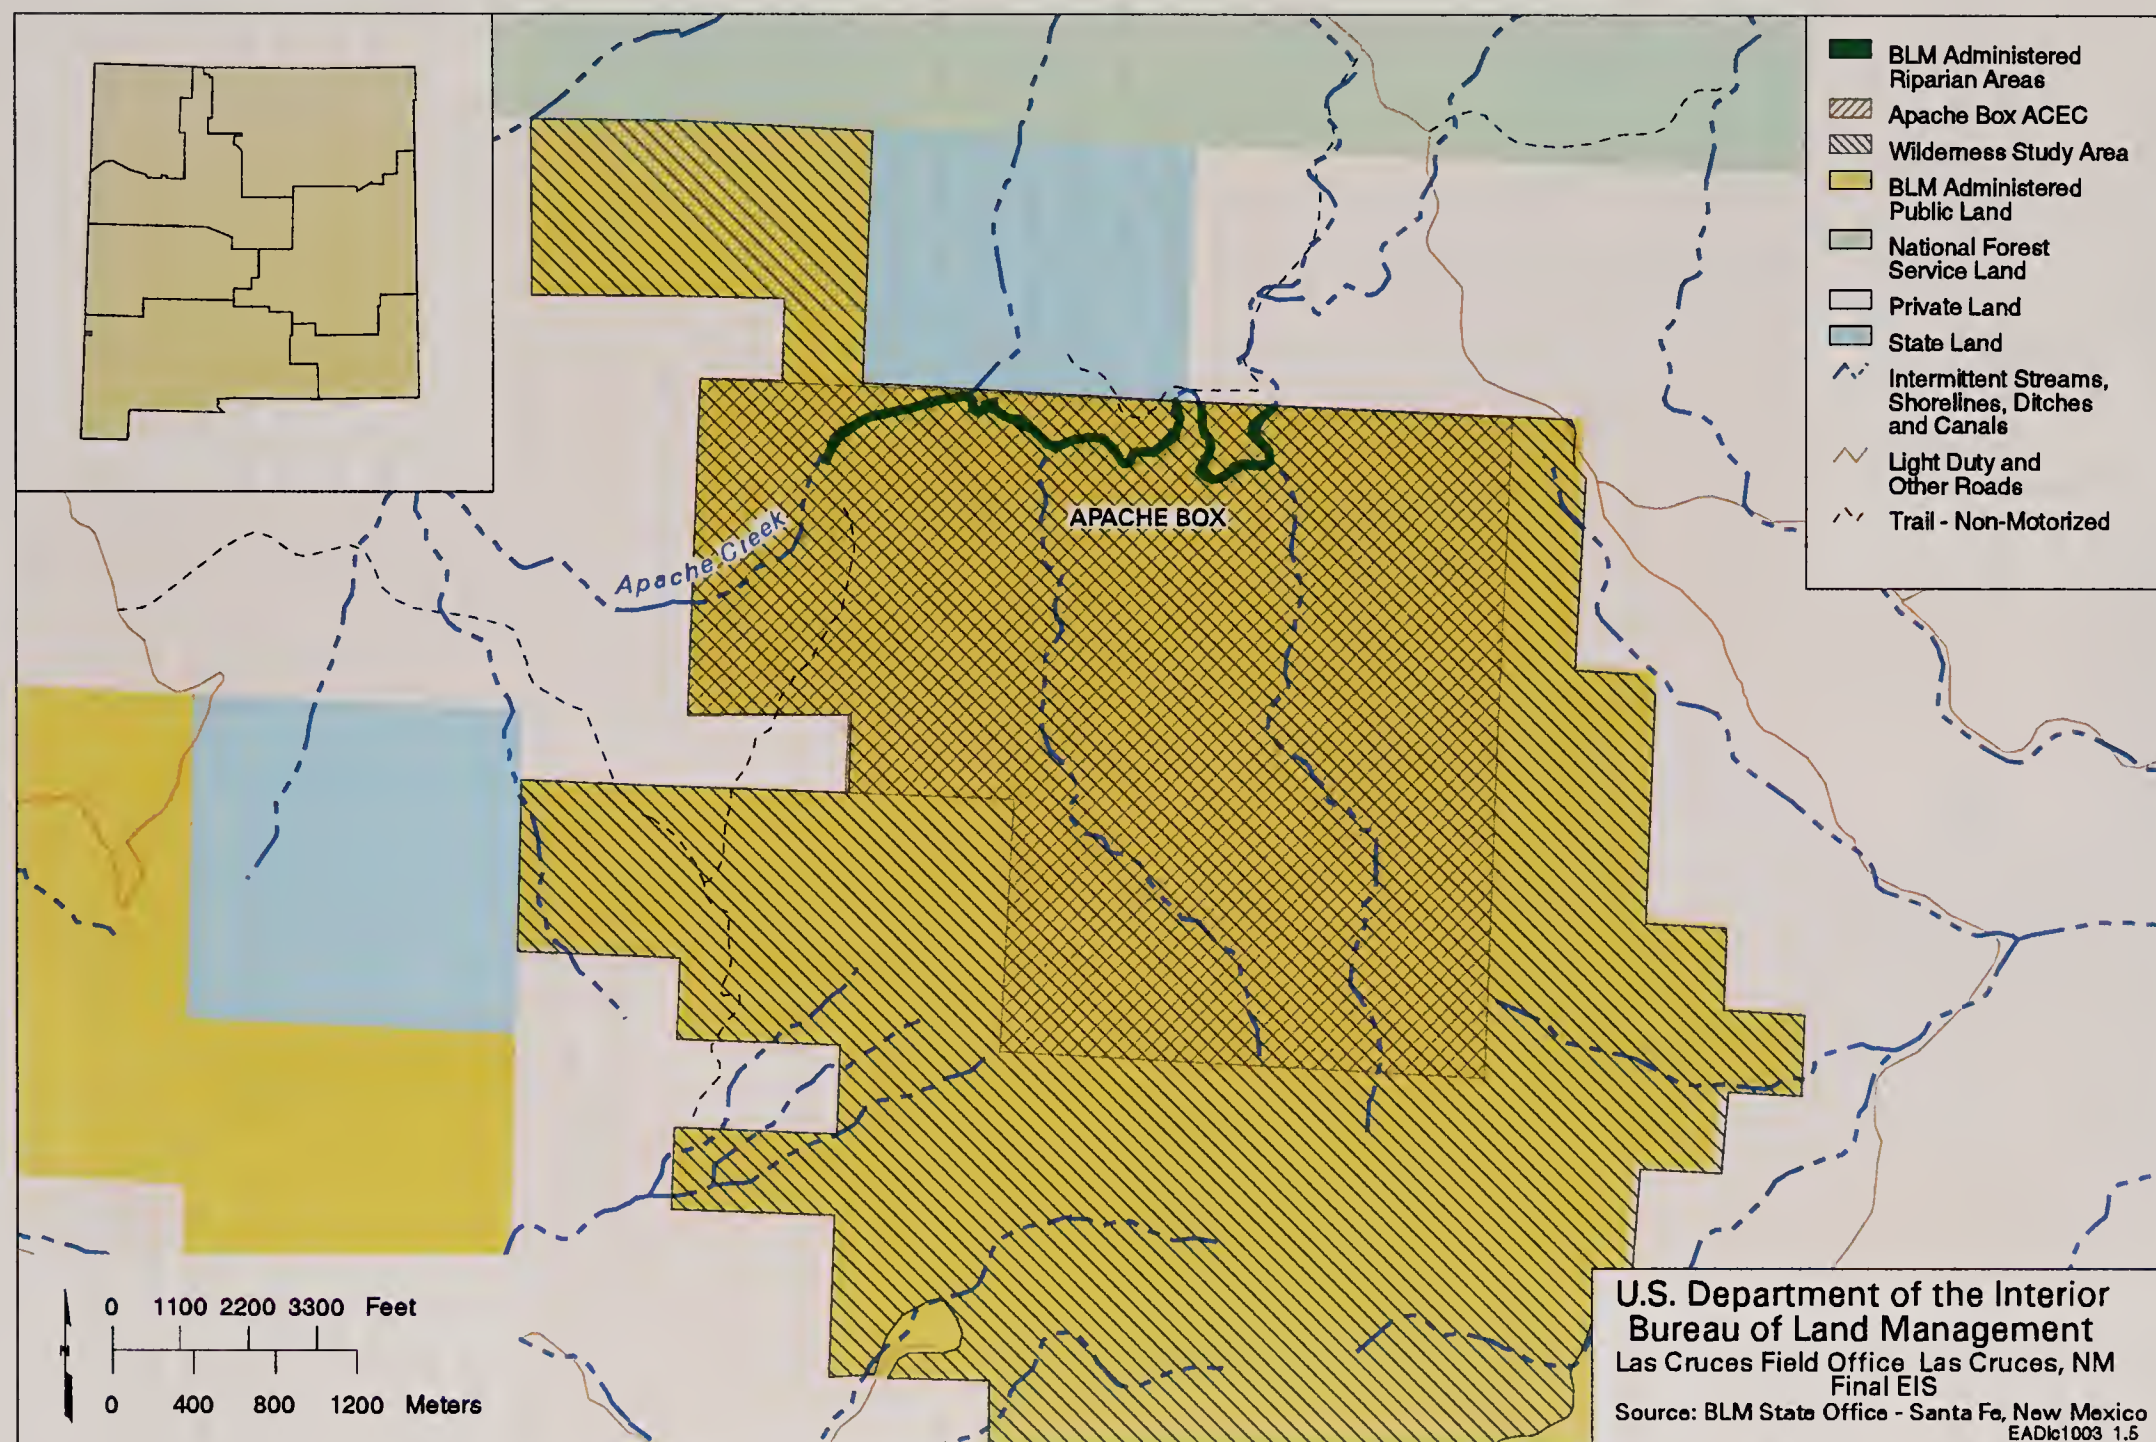 BLM Administered
Riparian Areas
Apache Box ACEC
Wilderness Study Area
BLM Administered
Public Land
National Forest
Service Land
Private Land
State Land
Intermittent Streams,
Shorelines, Ditches
and Canals
Light Duty and
Other Roads
Trail - Non-Motorized
APACHE BOX
Apache Creek
0 1100 2200 3300 Feet
N
0 400 800 1200 Meters
U.S. Department of the Interior
Bureau of Land Management
Las Cruces Field Office Las Cruces, NM
Final EIS
Source: BLM State Office - Santa Fe, New Mexico
EADlc1003 1.5